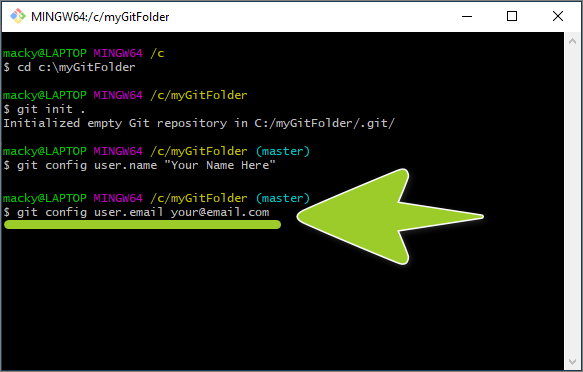 MINGW64:/c/myGitFolder
macky@LAPTOP MINGW64 /c
$ cd c:\myGitFolder
macky@LAPTOP MINGW64 /c/myGitFolder
$ git init .
Initialized empty Git repository in C:/myGitFolder/.git/
macky@LAPTOP MINGW64 /c/myGitFolder (master)
$ git config user.name "Your Name Here"
macky@LAPTOP MINGW64 /c/myGitFolder (master)
$ git config user.email your@email.com